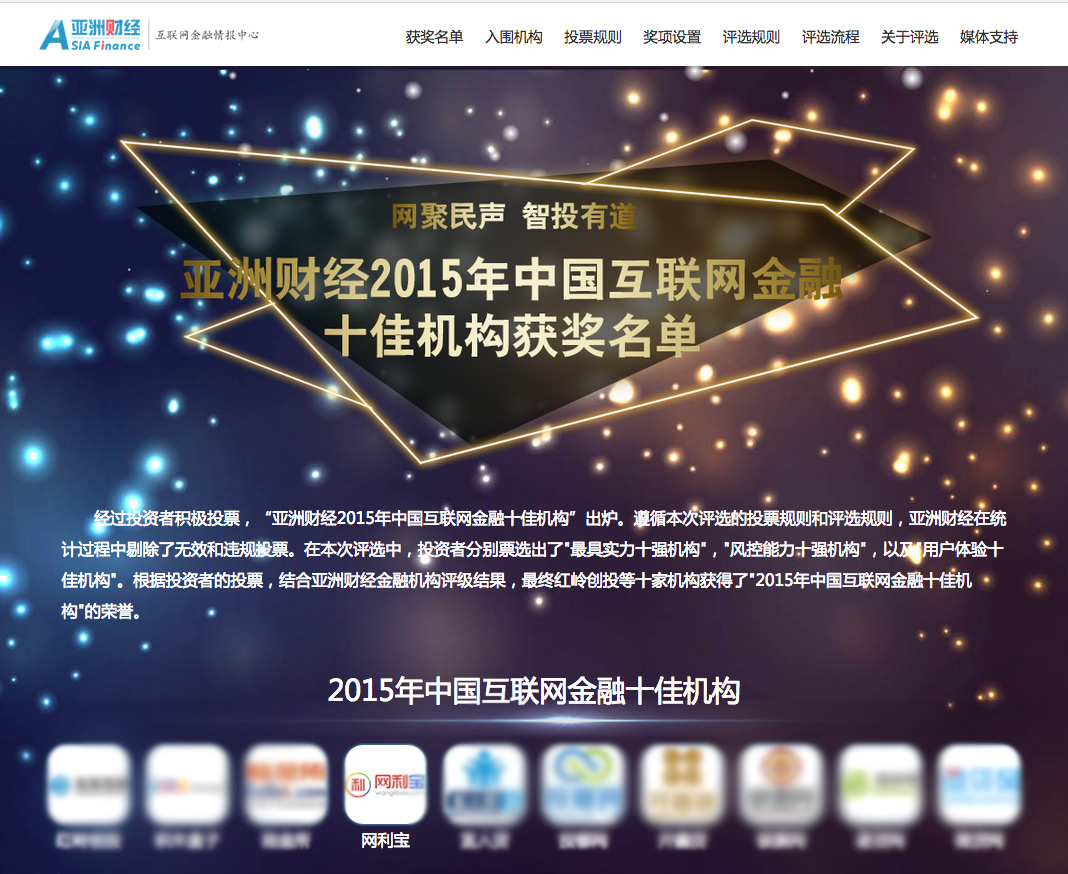 亚洲财经
ASIA Finance
互联网金融情报中心
获奖名单 入围机构 投票规则 奖项设置 评选规则 评选流程 关于评选 媒体支持
网聚民声 智投有道
亚洲财经2015年中国互联网金融
十佳机构获奖名单
经过投资者积极投票，“亚洲财经2015年中国互联网金融十佳机构”出炉。遵循本次评选的投票规则和评选规则，亚洲财经在统
计过程中剔除了无效和违规投票。在本次评选中，投资者分别票选出了"最具实力十强机构"，"风控能力十强机构"，以及"用户体验十
佳机构"。根据投资者的投票，结合亚洲财经金融机构评级结果，最终红岭创投等十家机构获得了"2015年中国互联网金融十佳机
构"的荣誉。
2015年中国互联网金融十佳机构
利 网利宝
wanglibao.com
网利宝